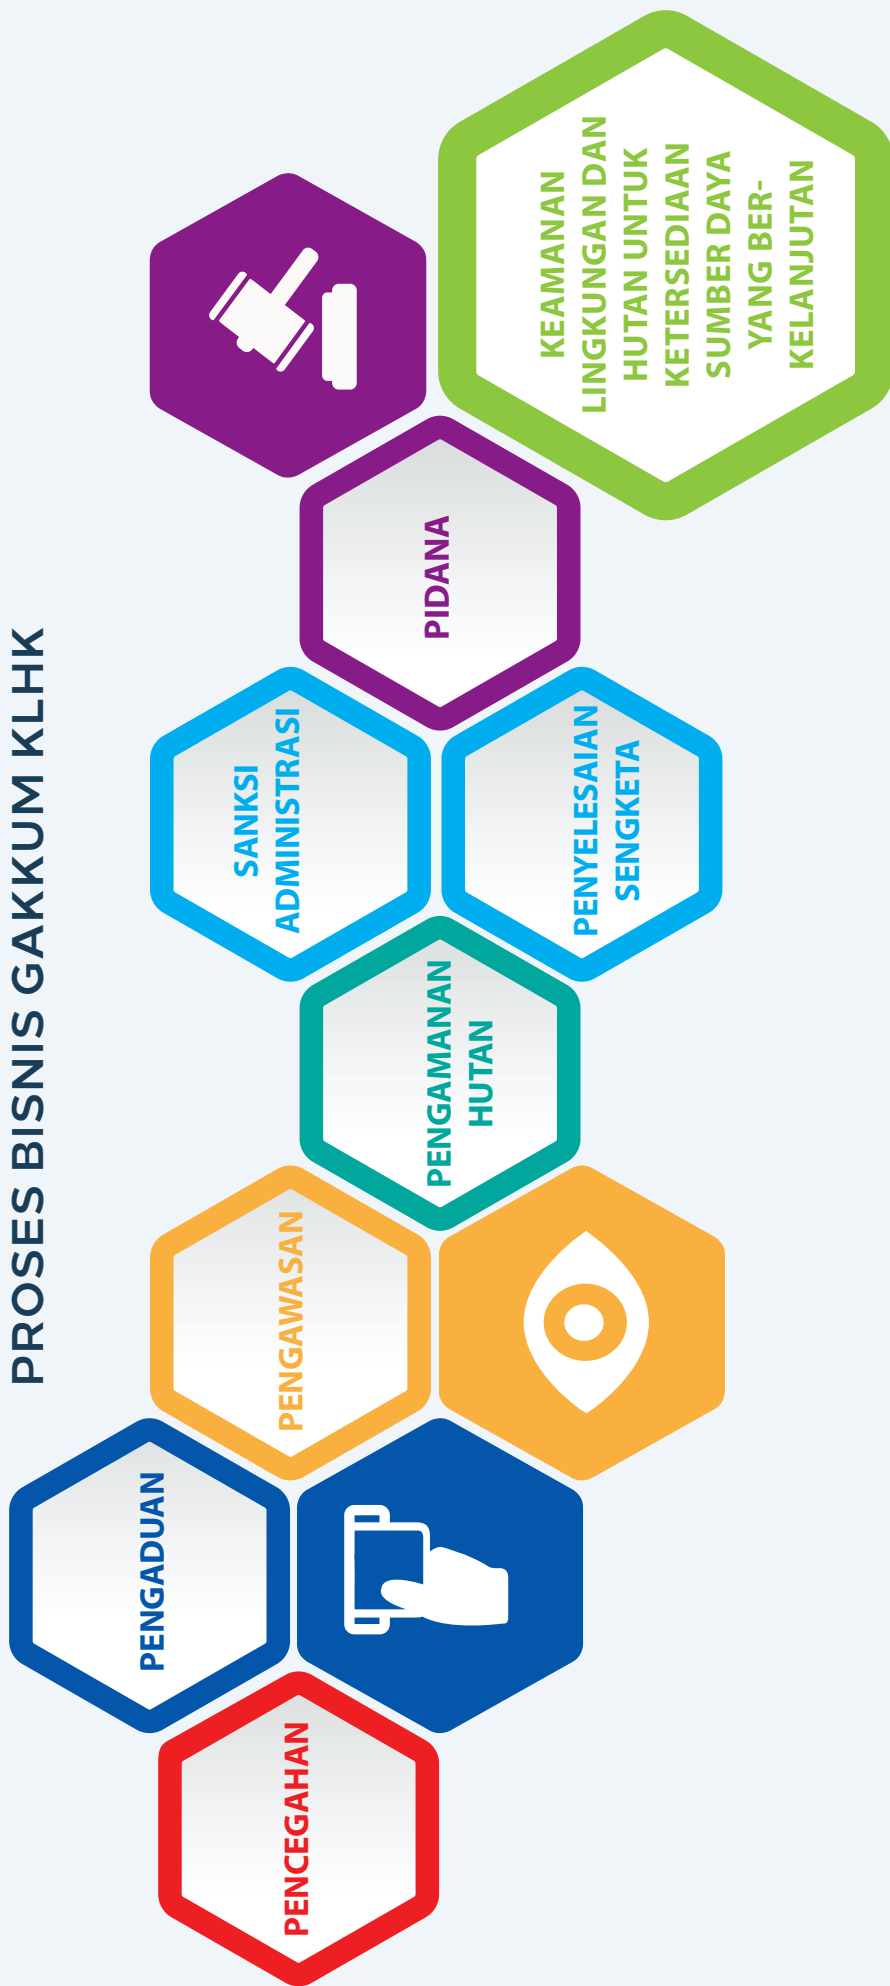 PROSES BISNIS GAKKUM KLHK
PENCEGAHAN
PENGADUAN
PENGAWASAN
PENGAMANAN
HUTAN
SANKSI
ADMINISTRASI
PENYELESAIAN
SENGKETA
PIDANA
KEAMANAN
LINGKUNGAN DAN
HUTAN UNTUK
KETERSEDIAAN
SUMBER DAYA
YANG BER-
KELANJUTAN